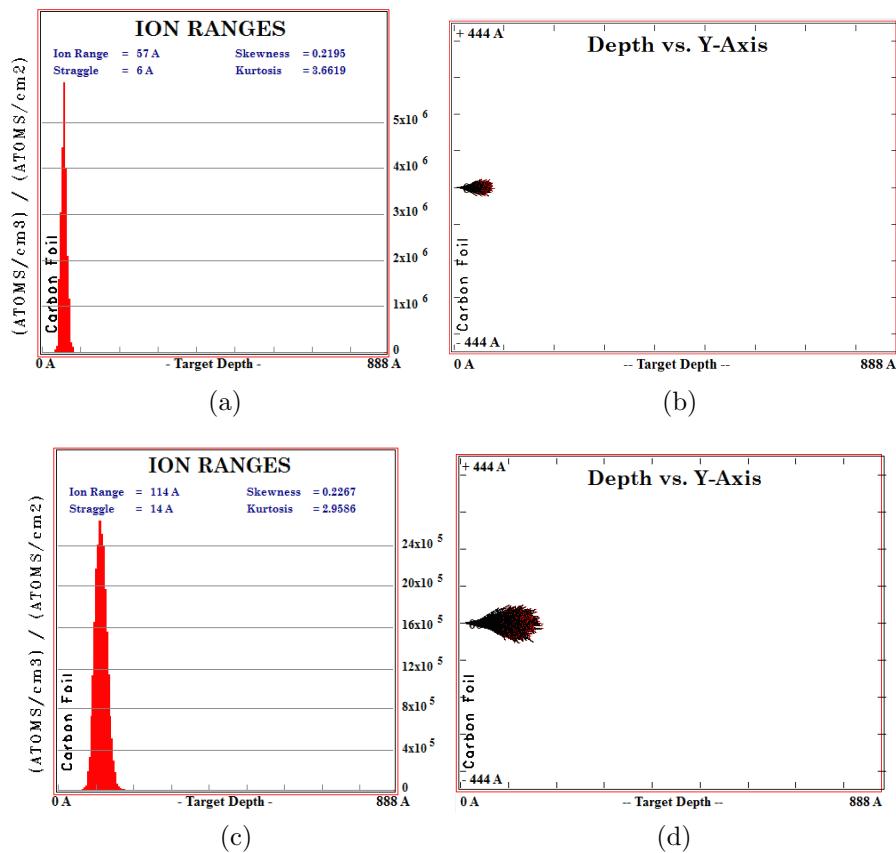 ION RANGES
Ion Range = 57 A Skewness = 0.2195
Straggle = 6 A Kurtosis = 3.6619
(ATOMS/cm3) / (ATOMS/cm2)
5x10 6
4x10 6
3x10 6
2x10 6
1x10 6
0
Carbon Foil
0 A - Target Depth - 888 A
(a)
+ 444 A
Depth vs. Y-Axis
Carbon Foil
- 444 A
0 A -- Target Depth -- 888 A
(b)
ION RANGES
Ion Range = 114 A Skewness = 0.2267
Straggle = 14 A Kurtosis = 2.9586
(ATOMS/cm3) / (ATOMS/cm2)
24x10 5
20x10 5
16x10 5
12x10 5
8x10 5
4x10 5
0
Carbon Foil
0 A - Target Depth - 888 A
(c)
+ 444 A
Depth vs. Y-Axis
Carbon Foil
- 444 A
0 A -- Target Depth -- 888 A
(d)